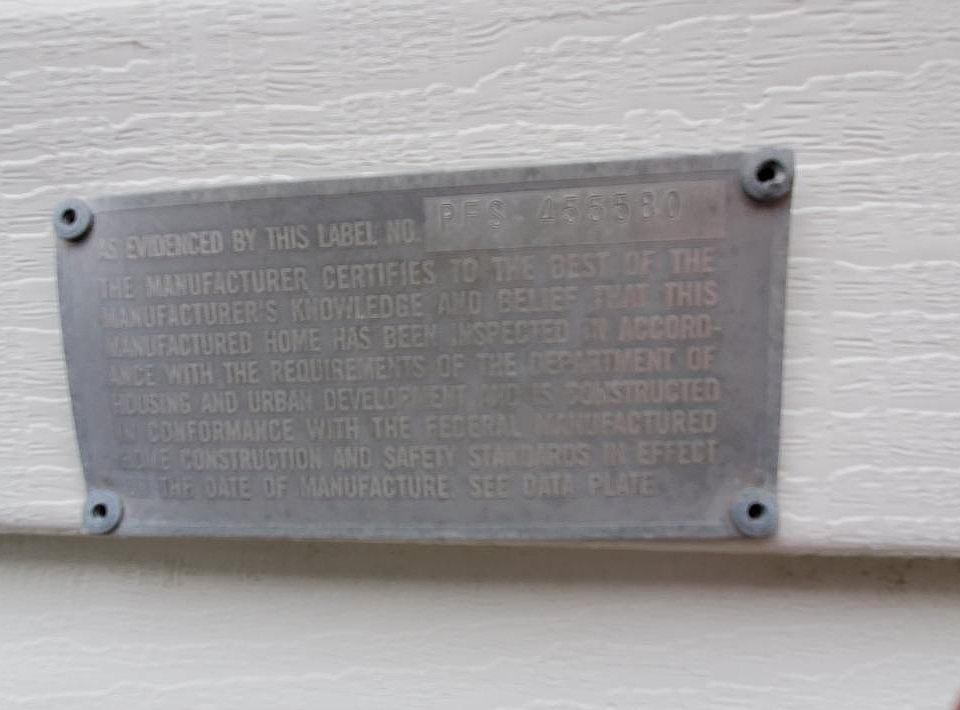 AS EVIDENCED BY THIS LABEL NO. PFS 455580
THE MANUFACTURER CERTIFIES TO THE BEST OF THE
MANUFACTURER'S KNOWLEDGE AND BELIEF THAT THIS
MANUFACTURED HOME HAS BEEN INSPECTED IN ACCORD-
ANCE WITH THE REQUIREMENTS OF THE DEPARTMENT OF
HOUSING AND URBAN DEVELOPMENT AND IS CONSTRUCTED
IN CONFORMANCE WITH THE FEDERAL MANUFACTURED
HOME CONSTRUCTION AND SAFETY STANDARDS IN EFFECT
THE DATE OF MANUFACTURE SEE DATA PLATE